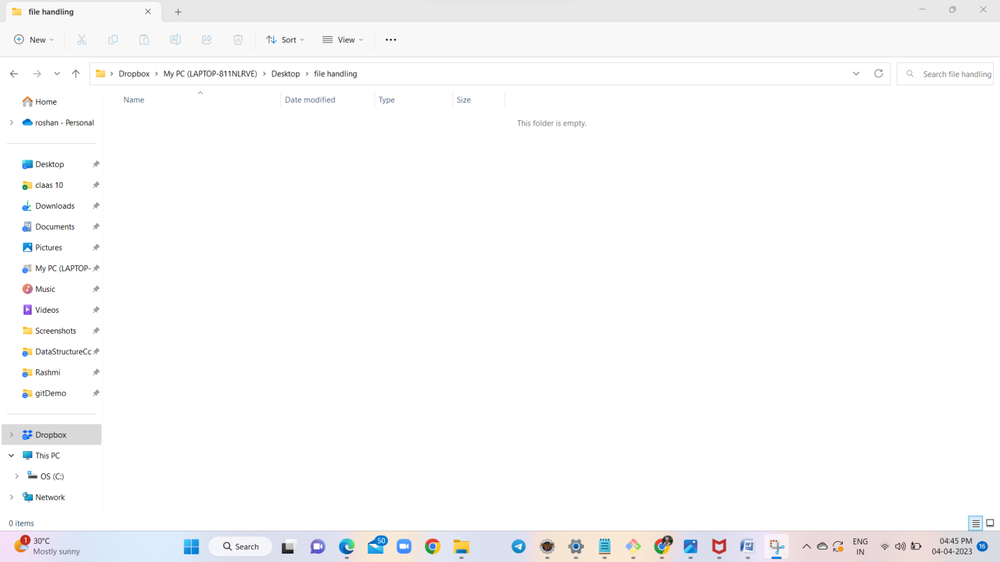 file handling
New
Sort
View
Dropbox > My PC (LAPTOP-811NLRVE) > Desktop > file handling
Search file handling
Name Date modified Type Size
This folder is empty.
Home
roshan - Personal
Desktop
claas 10
Downloads
Documents
Pictures
My PC (LAPTOP-
Music
Videos
Screenshots
DataStructureCc
Rashmi
gitDemo
Dropbox
This PC
OS (C:)
Network
0 items
1
30°C
Mostly sunny
Search
50
ENG
IN
04:45 PM
04-04-2023
16